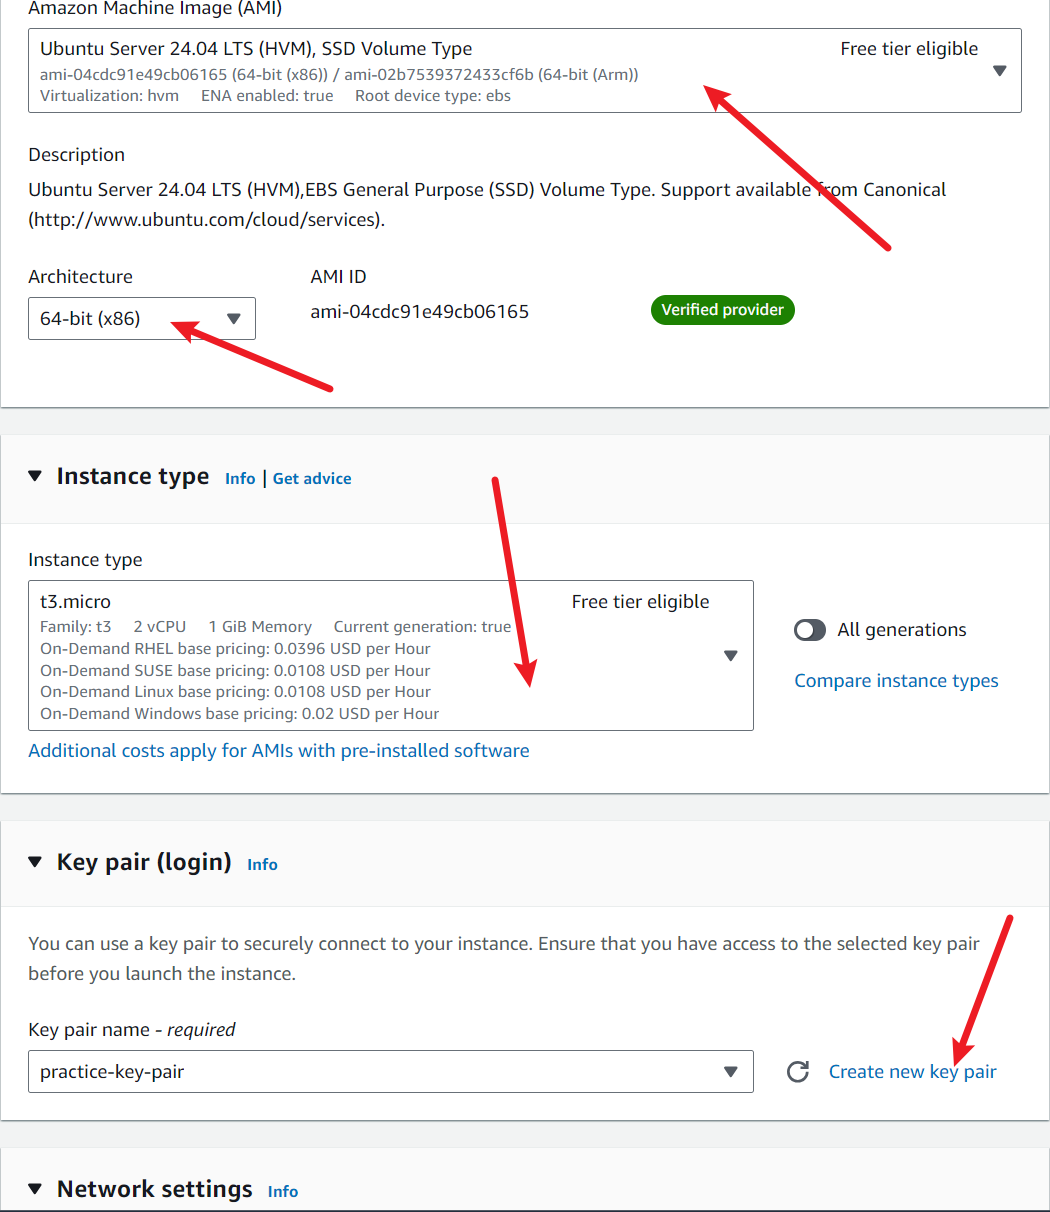 Amazon Machine Image (AMI)
Ubuntu Server 24.04 LTS (HVM), SSD Volume Type
Free tier eligible
ami-04cdc91e49cb06165 (64-bit (x86)) / ami-02b7539372433cf6b (64-bit (Arm))
Virtualization: hvm ENA enabled: true Root device type: ebs
Description
Ubuntu Server 24.04 LTS (HVM),EBS General Purpose (SSD) Volume Type. Support available from Canonical
(http://www.ubuntu.com/cloud/services).
Architecture
AMI ID
64-bit (x86)
ami-04cdc91e49cb06165
Verified provider
Instance type Info | Get advice
Instance type
t3.micro
Free tier eligible
Family: t3 2 vCPU 1 GiB Memory Current generation: true
On-Demand RHEL base pricing: 0.0396 USD per Hour
On-Demand SUSE base pricing: 0.0108 USD per Hour
On-Demand Linux base pricing: 0.0108 USD per Hour
On-Demand Windows base pricing: 0.02 USD per Hour
All generations
Compare instance types
Additional costs apply for AMIs with pre-installed software
Key pair (login) Info
You can use a key pair to securely connect to your instance. Ensure that you have access to the selected key pair
before you launch the instance.
Key pair name - required
practice-key-pair
Create new key pair
Network settings Info